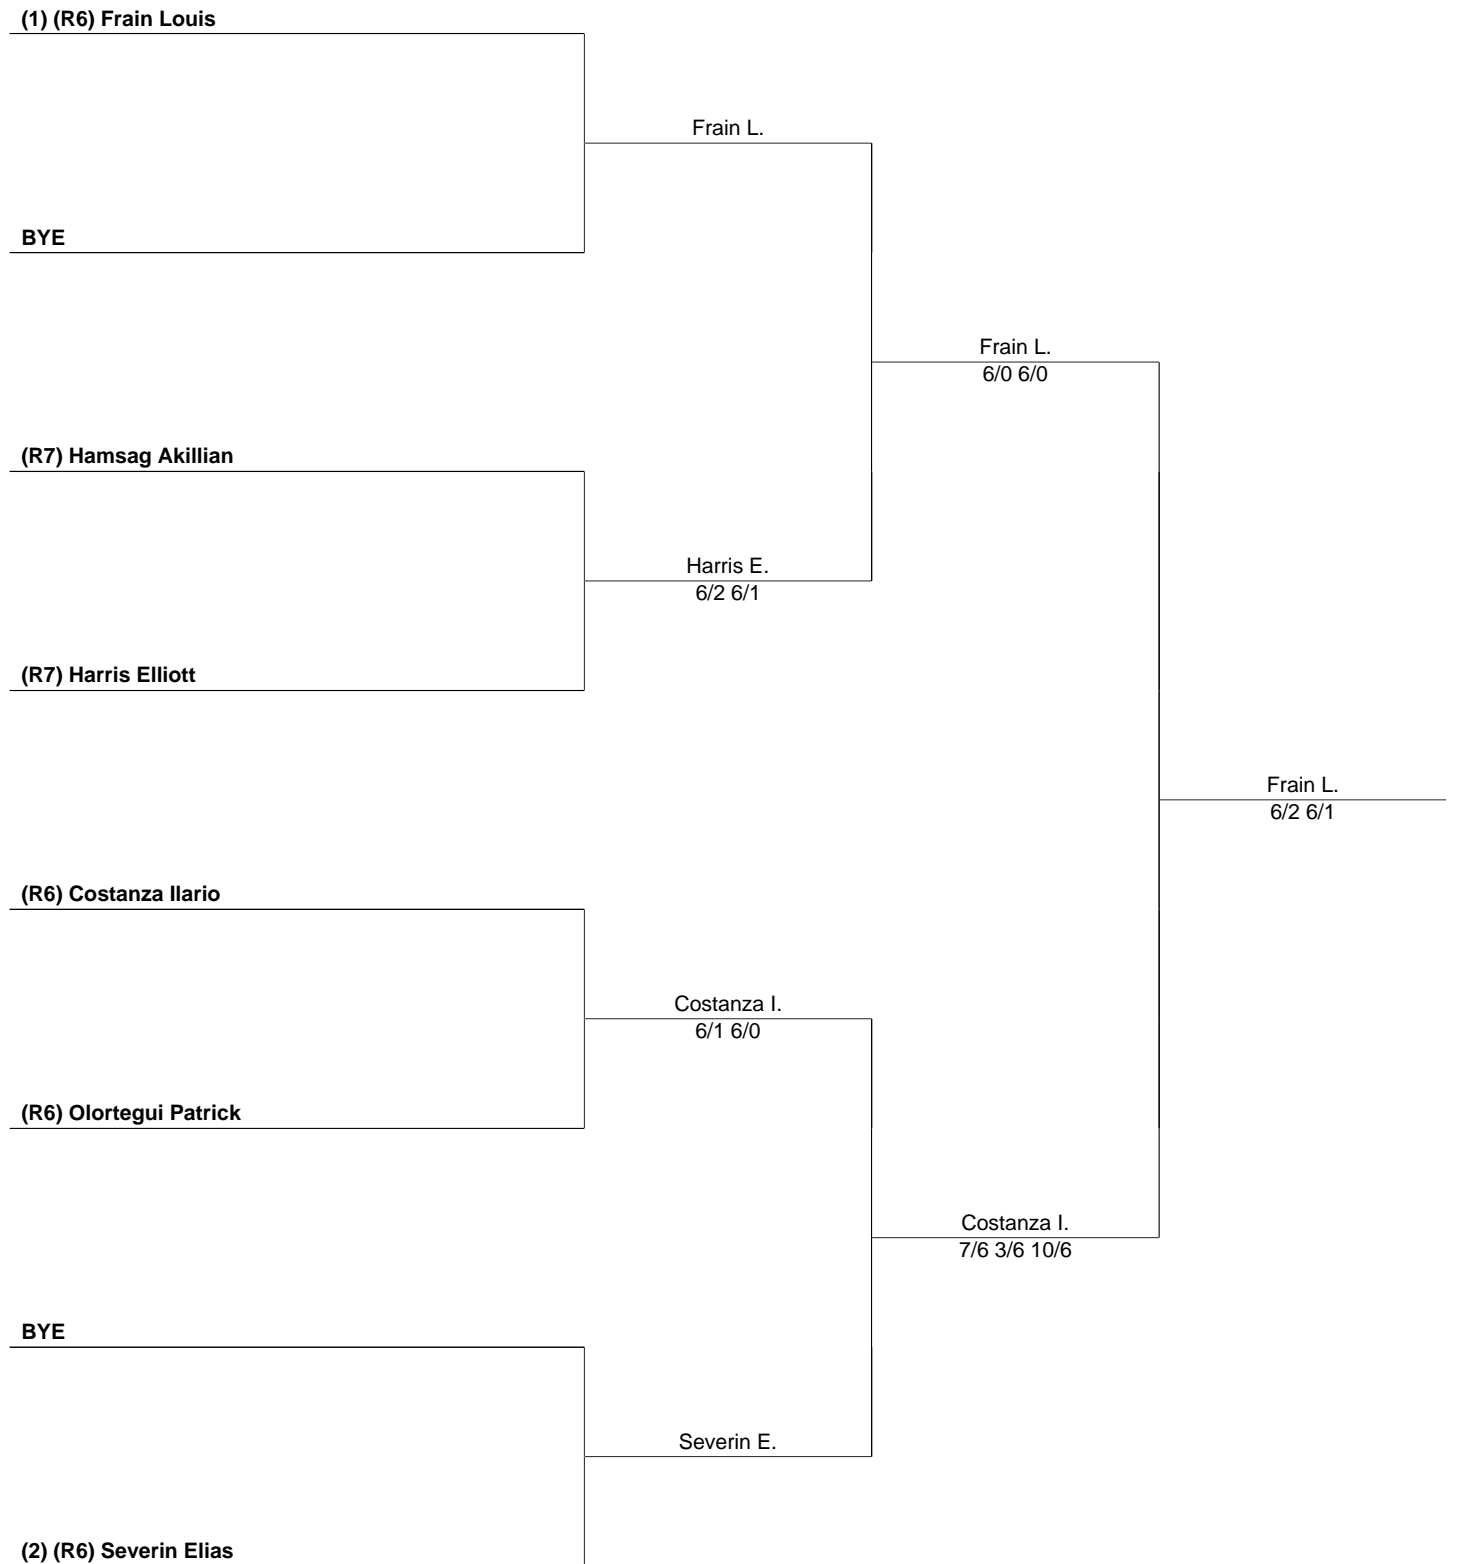 (1) (R6) Frain Louis
Frain L.
BYE
Frain L.
6/0 6/0
(R7) Hamsag Akillian
Harris E.
6/2 6/1
(R7) Harris Elliott
Frain L.
6/2 6/1
(R6) Costanza Ilario
Costanza I.
6/1 6/0
(R6) Olortegui Patrick
Costanza I.
7/6 3/6 10/6
BYE
Severin E.
(2) (R6) Severin Elias